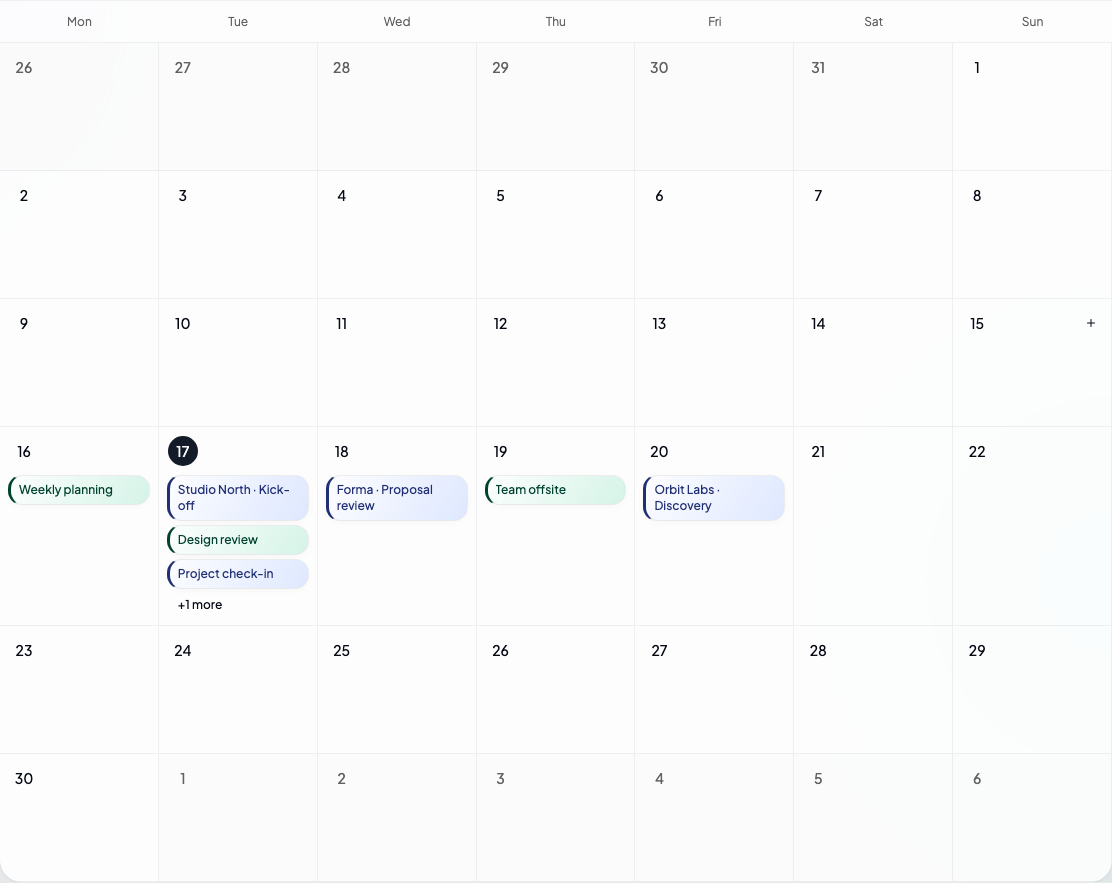 Mon Tue Wed Thu Fri Sat Sun
26 27 28 29 30 31 1
2 3 4 5 6 7 8
9 10 11 12 13 14 15 +
16 17 18 19 20 21 22
Weekly planning
Studio North · Kick-
off
Design review
Project check-in
+1 more
Forma · Proposal
review
Team offsite
Orbit Labs ·
Discovery
23 24 25 26 27 28 29
30 1 2 3 4 5 6